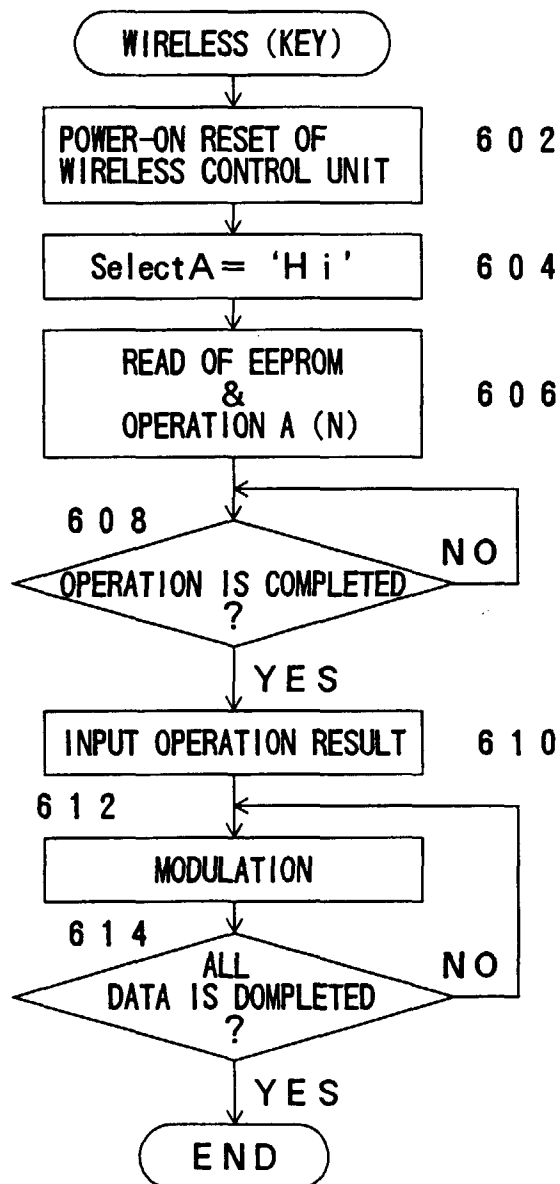 WIRELESS (KEY)
POWER-ON RESET OF
WIRELESS CONTROL UNIT
602
SelectA= 'Hi'
604
READ OF EEPROM
&
OPERATION A (N)
606
608
OPERATION IS COMPLETED
?
NO
YES
INPUT OPERATION RESULT
610
612
MODULATION
614
ALL
DATA IS DOMPLETED
?
NO
YES
END